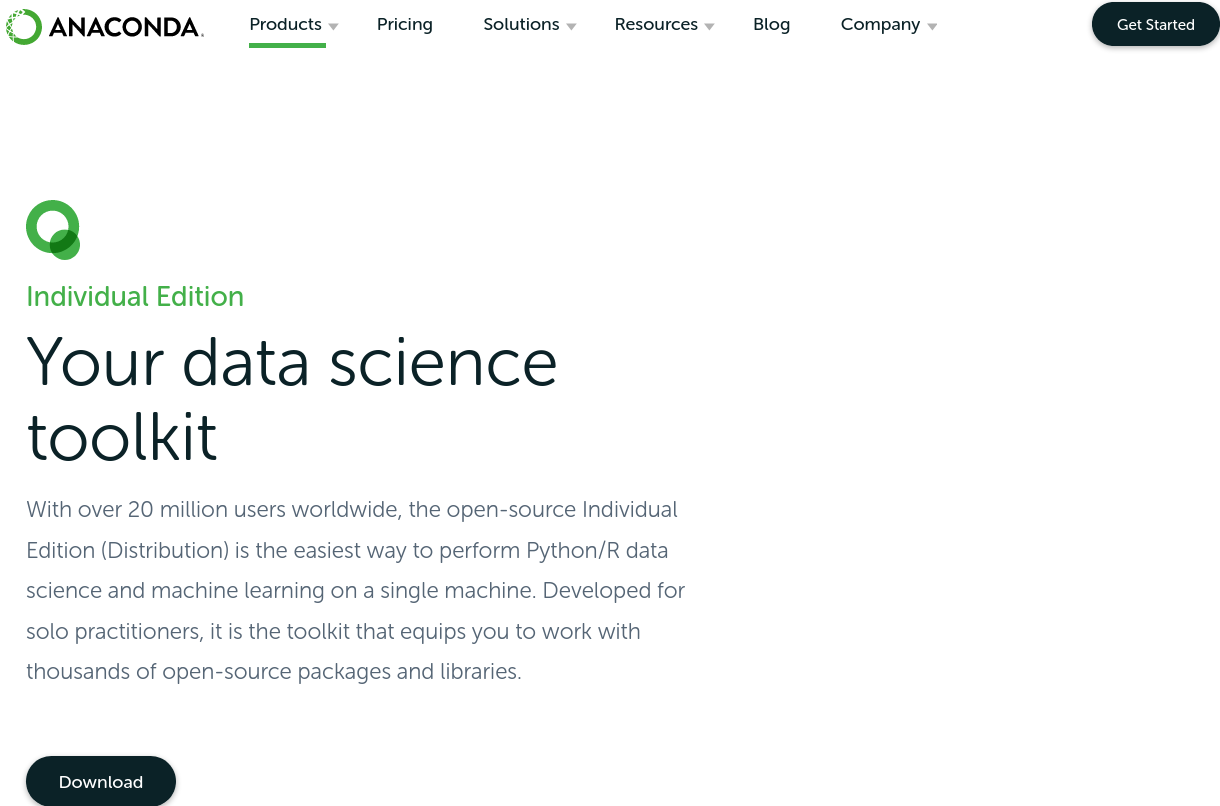 ANACONDA.
Products
Pricing
Solutions
Resources
Blog
Company
Get Started
Individual Edition
Your data science
toolkit
With over 20 million users worldwide, the open-source Individual
Edition (Distribution) is the easiest way to perform Python/R data
science and machine learning on a single machine. Developed for
solo practitioners, it is the toolkit that equips you to work with
thousands of open-source packages and libraries.
Download